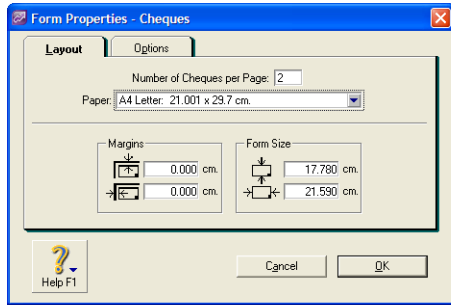 Form Properties - Cheques
Layout
Options
Number of Cheques per Page: 2
Paper: A4 Letter: 21.001 x 29.7 cm.
Margins
0.000 cm.
0.000 cm.
Form Size
17.780 cm.
21.590 cm.
Help F1
Cancel
OK